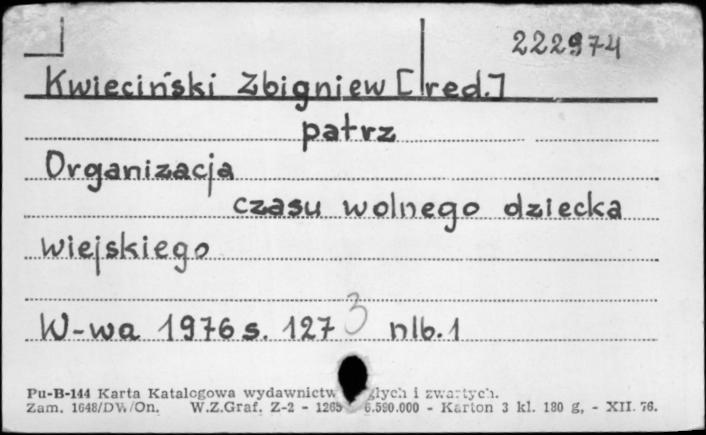 222974
Kwieciński Zbigniew [red.]
patrz
Organizacja
czasu wolnego dziecka
wiejskiego
W-wa 1976 s. 127 3 nlb. 1
Pu-B-144 Karta Katalogowa wydawnictw i zwartych.
Zam. 1648/DW/On. W.Z.Graf. Z-2 - 6.590.000 - Karton 3 kl. 180 g, - XII. 76.